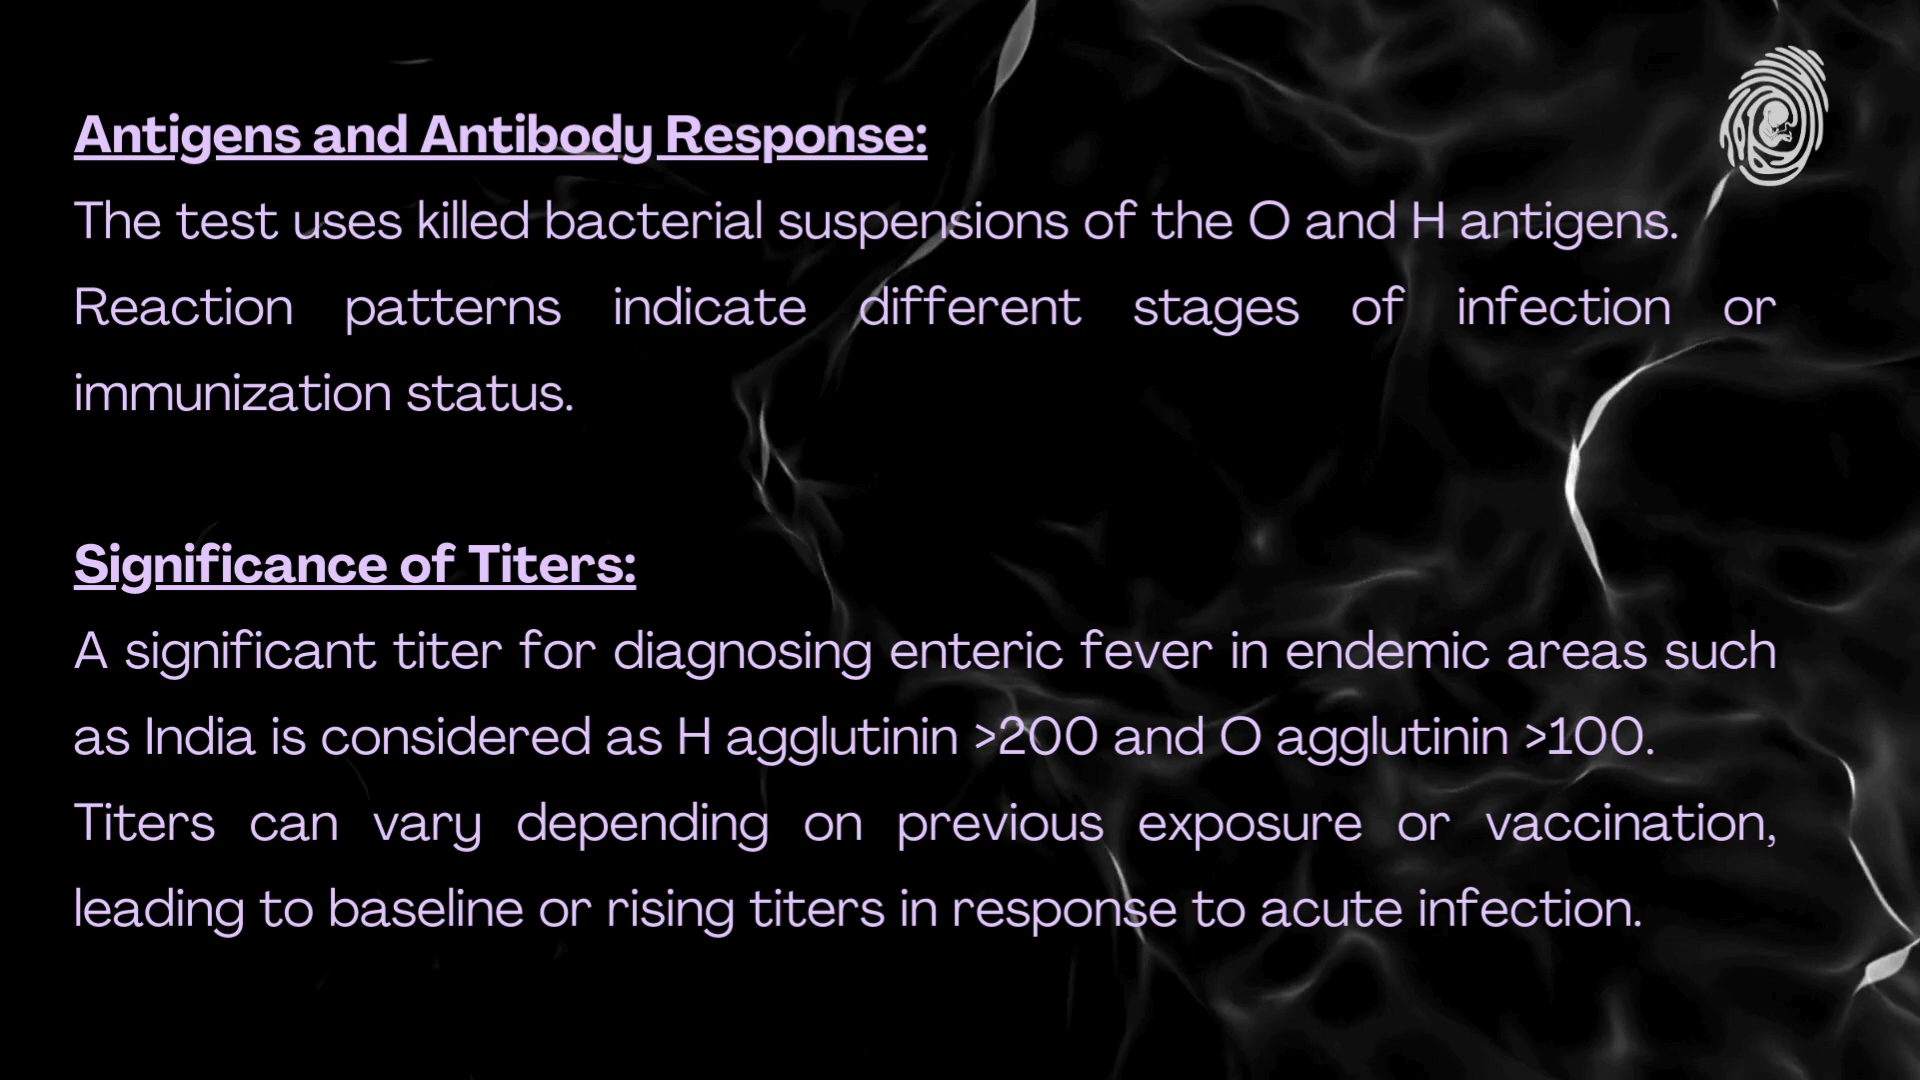 Antigens and Antibody Response:
The test uses killed bacterial suspensions of the O and H antigens.
Reaction patterns indicate different stages of infection or
immunization status.
Significance of Titers:
A significant titer for diagnosing enteric fever in endemic areas such
as India is considered as H agglutinin >200 and O agglutinin >100.
Titers can vary depending on previous exposure or vaccination,
leading to baseline or rising titers in response to acute infection.